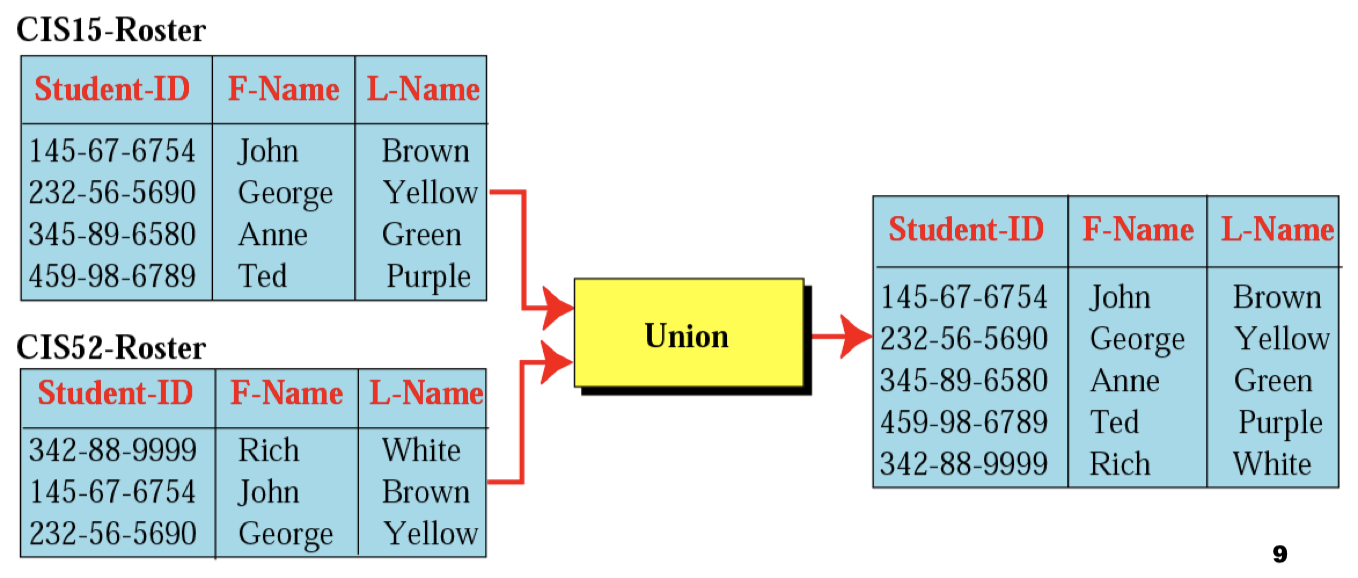 CIS15-Roster
Student-ID F-Name L-Name
145-67-6754 John Brown
232-56-5690 George Yellow
345-89-6580 Anne Green
459-98-6789 Ted Purple
CIS52-Roster
Student-ID F-Name L-Name
342-88-9999 Rich White
145-67-6754 John Brown
232-56-5690 George Yellow
Union
Student-ID F-Name L-Name
145-67-6754 John Brown
232-56-5690 George Yellow
345-89-6580 Anne Green
459-98-6789 Ted Purple
342-88-9999 Rich White
9